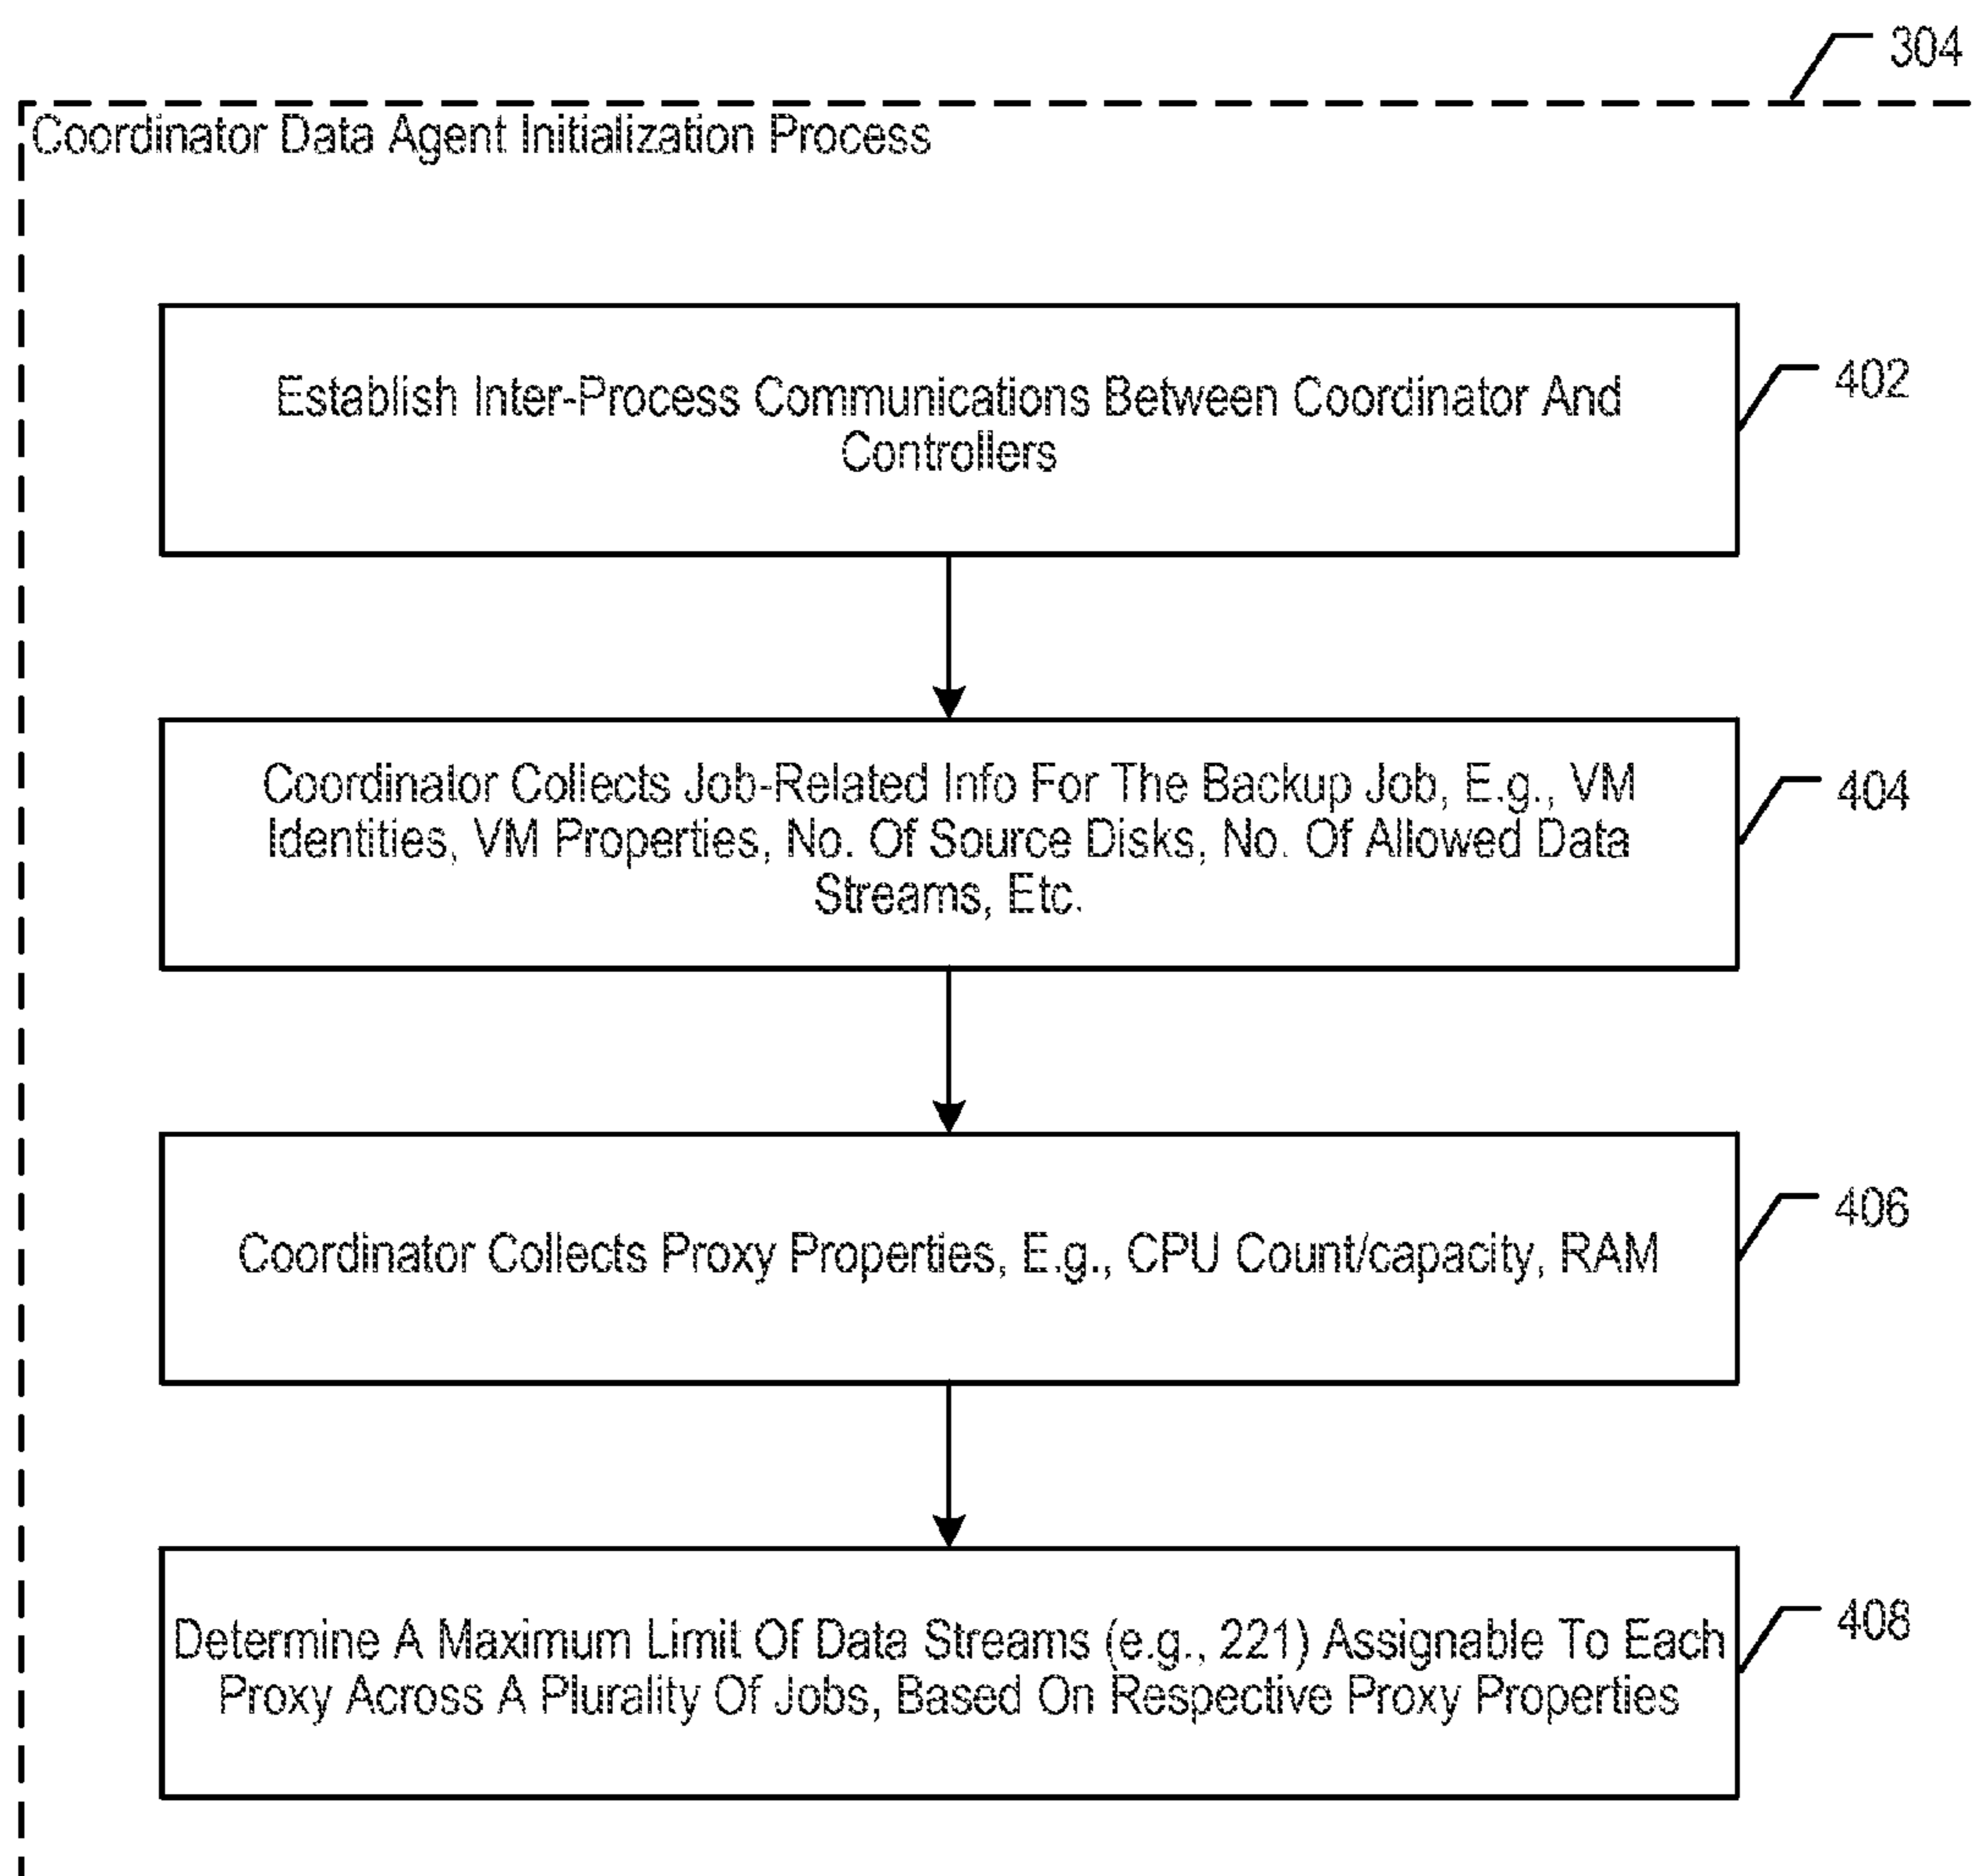 304
Coordinator Data Agent Initialization Process
Establish Inter-Process Communications Between Coordinator And
Controllers
402
Coordinator Collects Job-Related Info For The Backup Job, E.g., VM
Identities, VM Properties, No. Of Source Disks, No. Of Allowed Data
Streams, Etc.
404
Coordinator Collects Proxy Properties, E.g., CPU Count/capacity, RAM
406
Determine A Maximum Limit Of Data Streams (e.g., 221) Assignable To Each
Proxy Across A Plurality Of Jobs, Based On Respective Proxy Properties
408